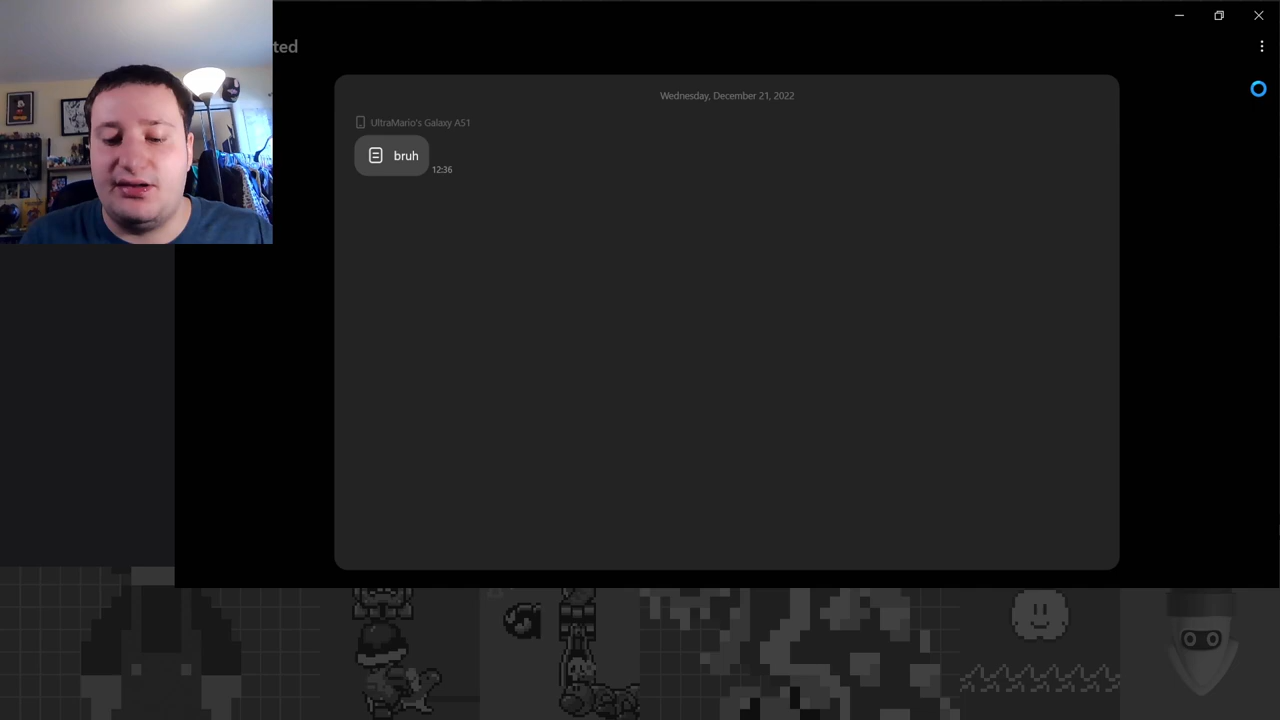 ted
Wednesday, December 21, 2022
UltraMario's Galaxy A51
bruh
12:36